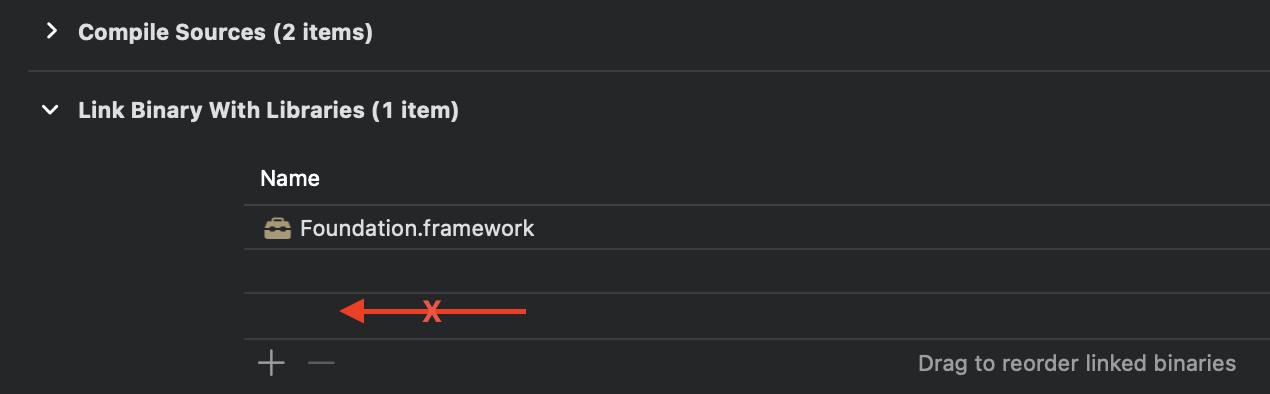 Compile Sources (2 items)
Link Binary With Libraries (1 item)
Name
Foundation.framework
X
Drag to reorder linked binaries